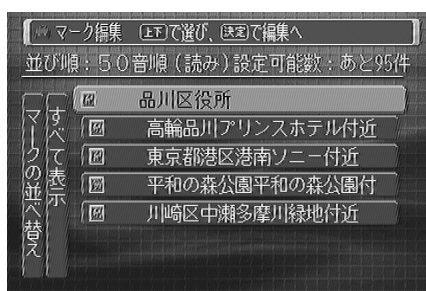 マーク編集 上下で選び、決定で編集へ
並び順：５０音順（読み）設定可能数：あと95件
マークの並べ替え
すべて表示
品川区役所
高輪品川プリンスホテル付近
東京都港区港南ソニー付近
平和の森公園平和の森公園付
川崎区中瀬多摩川緑地付近